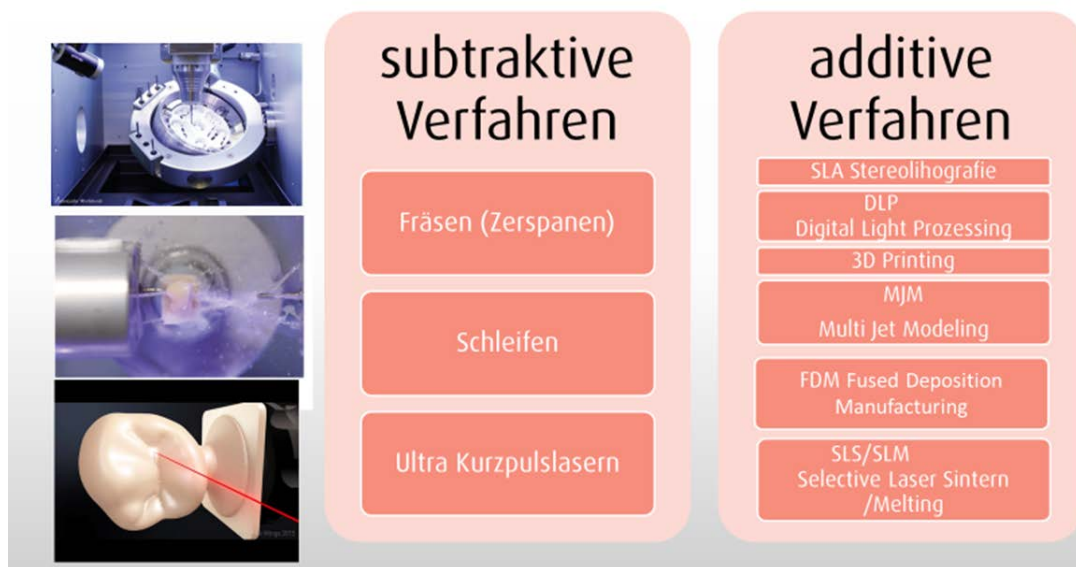 subtraktive
Verfahren
Fräsen (Zerspanen)
Schleifen
Ultra Kurzpulslasern
additive
Verfahren
SLA Stereolihografie
DLP
Digital Light Prozessing
3D Printing
MJM
Multi Jet Modeling
FDM Fused Deposition
Manufacturing
SLS/SLM
Selective Laser Sintern
/Melting